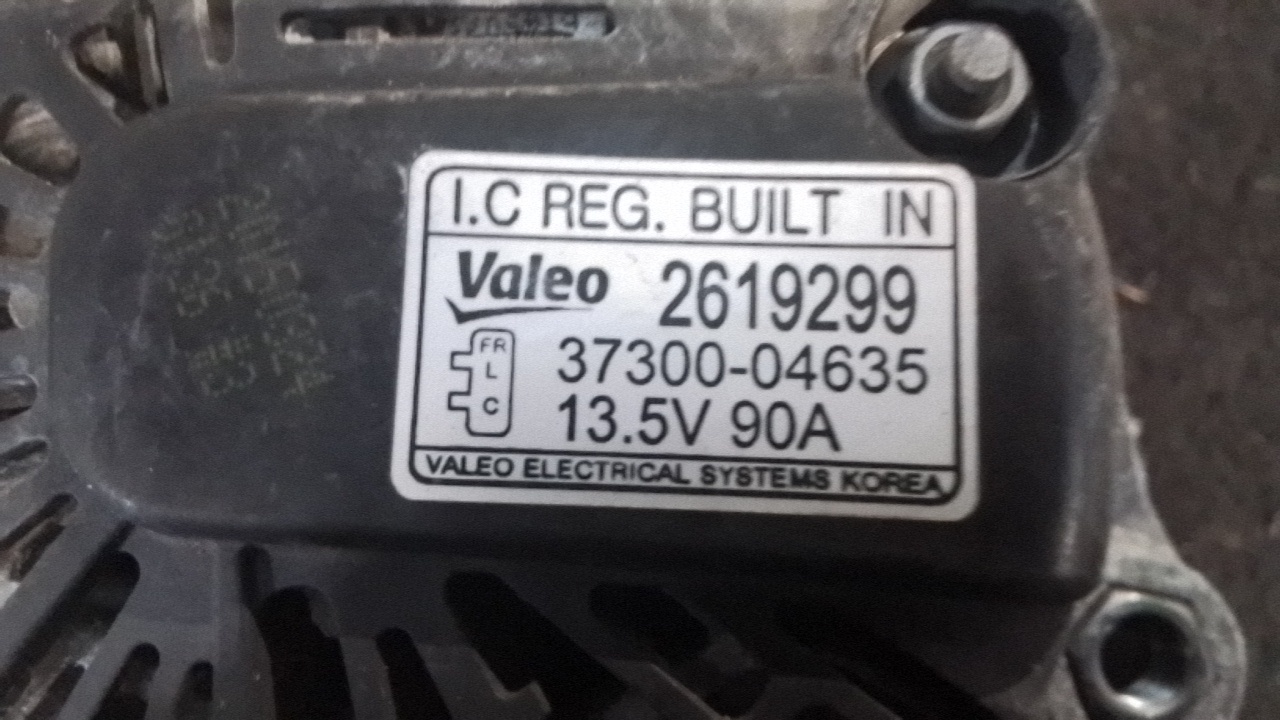 I.C REG. BUILT IN
Valeo 2619299
FR
L
C
37300-04635
13.5V 90A
VALEO ELECTRICAL SYSTEMS KOREA